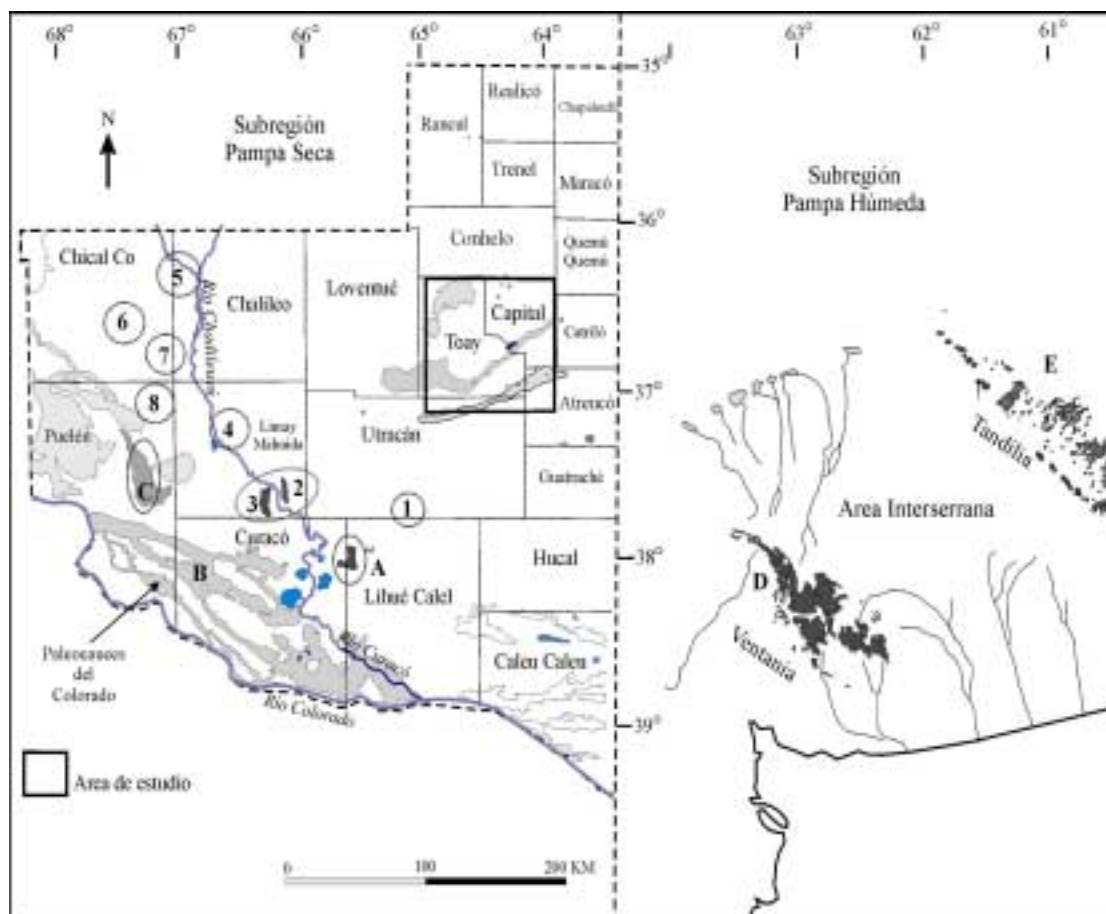 68° 67° 66° 65° 64° 63° 62° 61°
35°
N
Subregión
Pampa Seca
Realicó
Rancul
Trenel
Maracó
Subregión
Pampa Húmeda
36°
Conhelo
Quemú
Quemú
Chical Co
5
Chalileo
Loventué
Capital
Toay
Catriló
6
7
37°
E
8
Atreucó
Puelén
4
Limay
Mahuida
Utracán
Tandilia
Guatraché
C
3
2
1
Area Interserrana
38°
Curacó
A
Hucal
B
Lihué Calel
D
Ventania
Paleocauces
del
Colorado
Río Curacó
Caleu Caleu
Río Colorado
39°
Area de estudio
0 100 200 KM